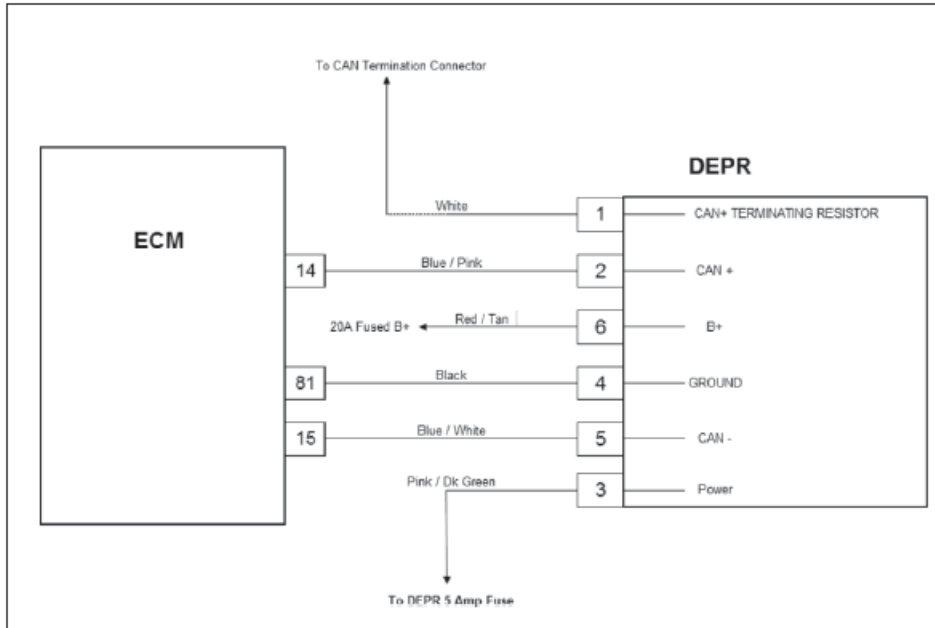 To CAN Termination Connector
DEPR
White
1
CAN+ TERMINATING RESISTOR
ECM
14
Blue / Pink
2
CAN +
20A Fused B+
Red / Tan
6
B+
81
Black
4
GROUND
15
Blue / White
5
CAN -
Pink / Dk Green
3
Power
To DEPR 5 Amp Fuse